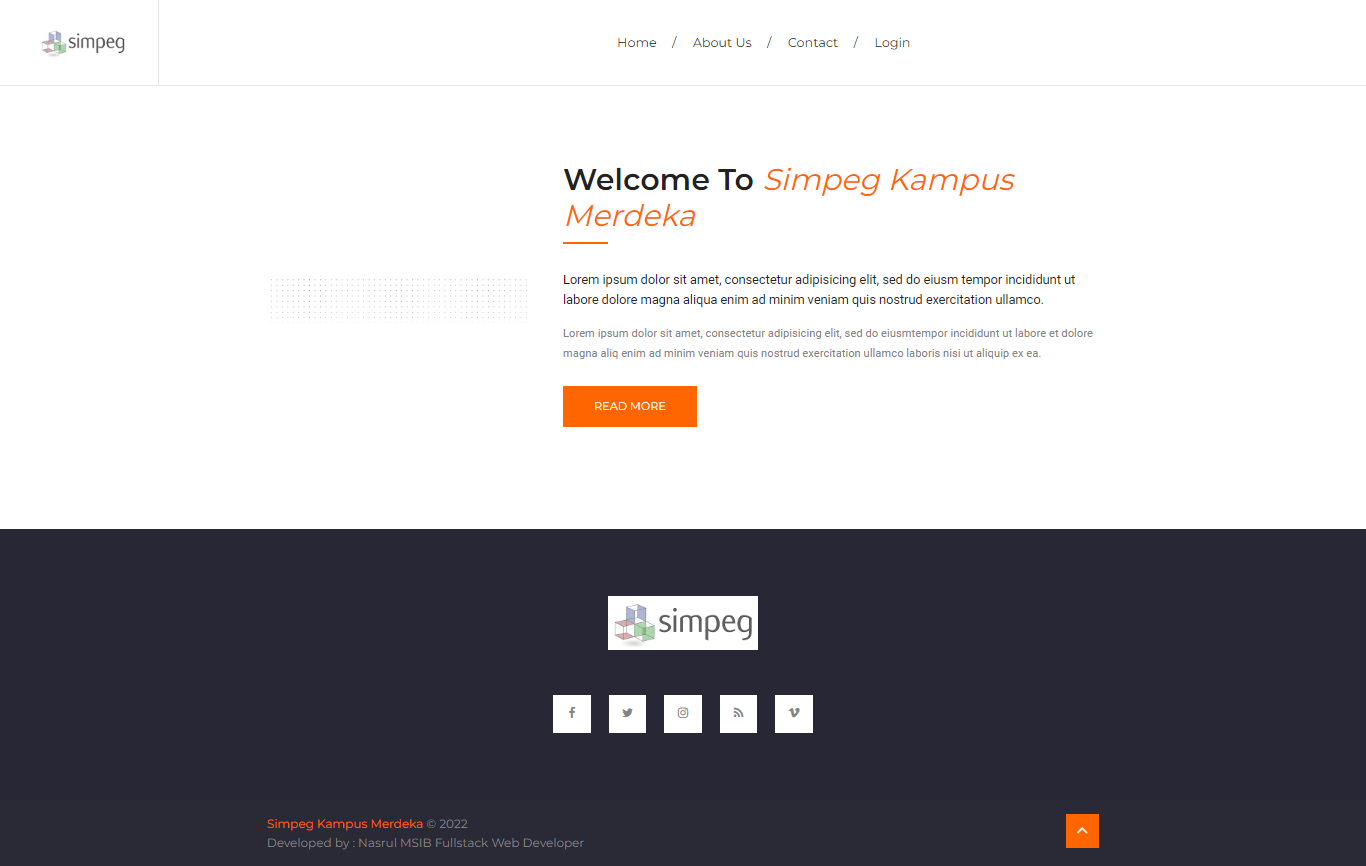 simpeg
Home / About Us / Contact / Login
Welcome To Simpeg Kampus
Merdeka
Lorem ipsum dolor sit amet, consectetur adipisicing elit, sed do eiusm tempor incididunt ut
labore dolore magna aliqua enim ad minim veniam quis nostrud exercitation ullamco.
Lorem ipsum dolor sit amet, consectetur adipisicing elit, sed do eiusmtempor incididunt ut labore et dolore
magna aliq enim ad minim veniam quis nostrud exercitation ullamco laboris nisi ut aliquip ex ea.
READ MORE
simpeg
Simpeg Kampus Merdeka © 2022
Developed by : Nasrul MSIB Fullstack Web Developer